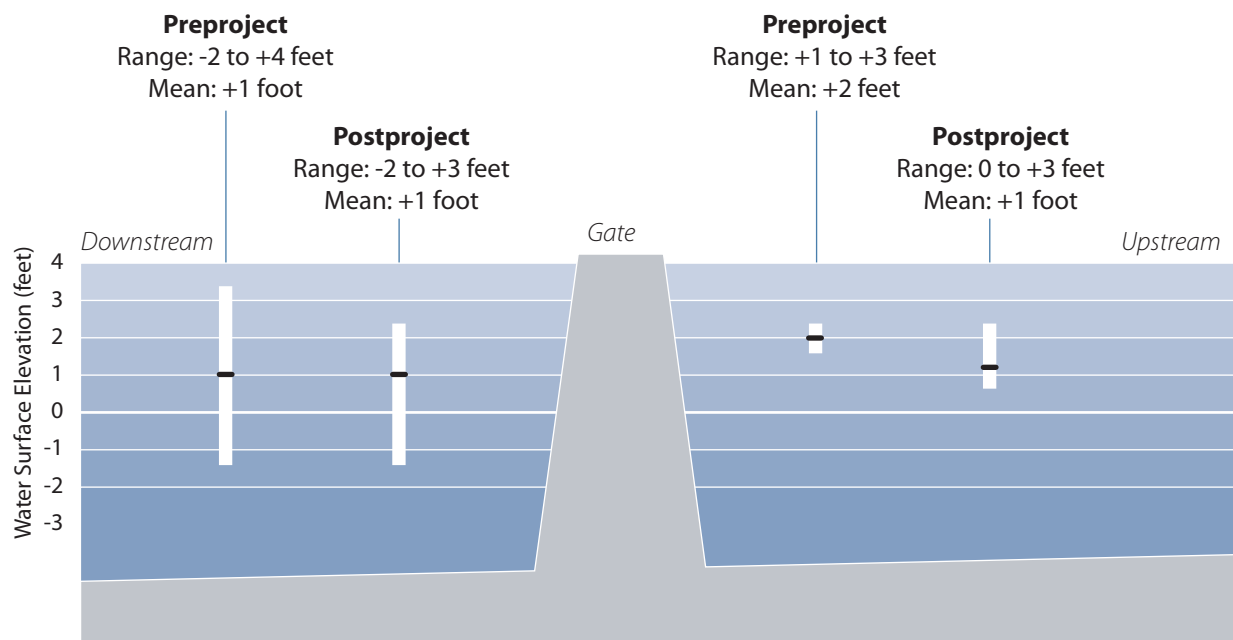 Preproject
Range: -2 to +4 feet
Mean: +1 foot
Postproject
Range: -2 to +3 feet
Mean: +1 foot
Preproject
Range: +1 to +3 feet
Mean: +2 feet
Postproject
Range: 0 to +3 feet
Mean: +1 foot
Downstream
Gate
Upstream
Water Surface Elevation (feet)
4
3
2
1
0
-1
-2
-3